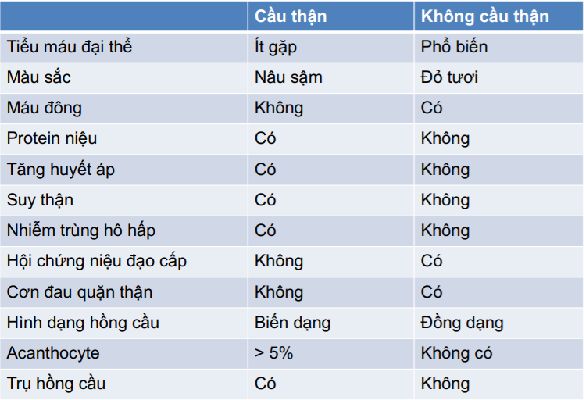 Cầu thận Không cầu thận
Tiểu máu đại thể Ít gặp Phổ biến
Màu sắc Nâu sậm Đỏ tươi
Máu đông Không Có
Protein niệu Có Không
Tăng huyết áp Có Không
Suy thận Có Không
Nhiễm trùng hô hấp Có Không
Hội chứng niệu đạo cấp Không Có
Cơn đau quặn thận Không Có
Hình dạng hồng cầu Biến dạng Đồng dạng
Acanthocyte > 5% Không có
Trụ hồng cầu Có Không